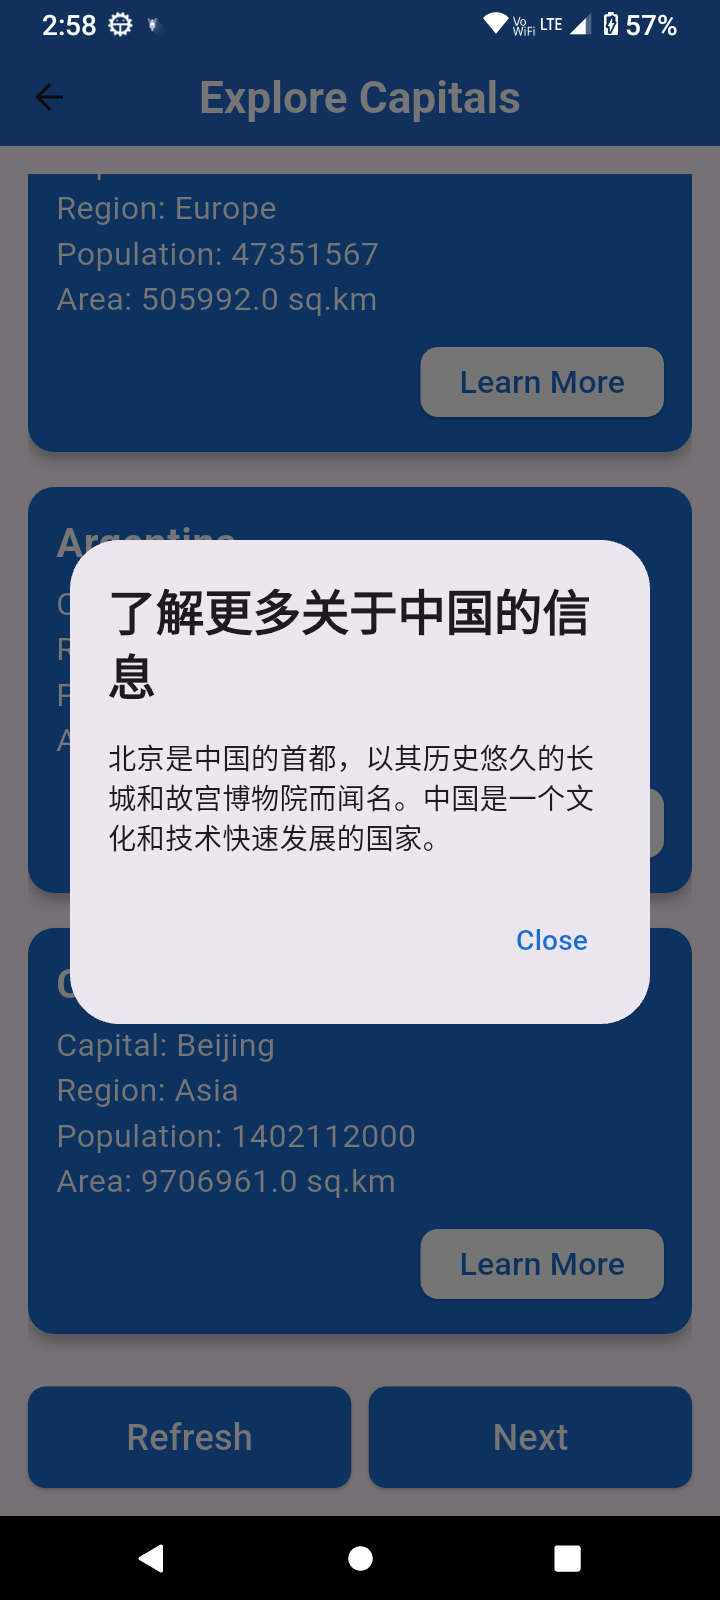 2:58
Vo WiFi LTE 57%
Explore Capitals
Region: Europe
Population: 47351567
Area: 505992.0 sq.km
Learn More
了解更多关于中国的信
息
北京是中国的首都，以其历史悠久的长
城和故宫博物院而闻名。中国是一个文
化和技术快速发展的国家。
Close
Capital: Beijing
Region: Asia
Population: 1402112000
Area: 9706961.0 sq.km
Learn More
Refresh
Next